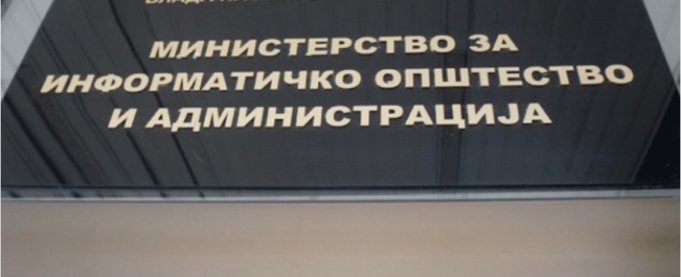 МИНИСТЕРСТВО ЗА
ИНФОРМАТИЧКО ОПШТЕСТВО
И АДМИНИСТРАЦИЈА